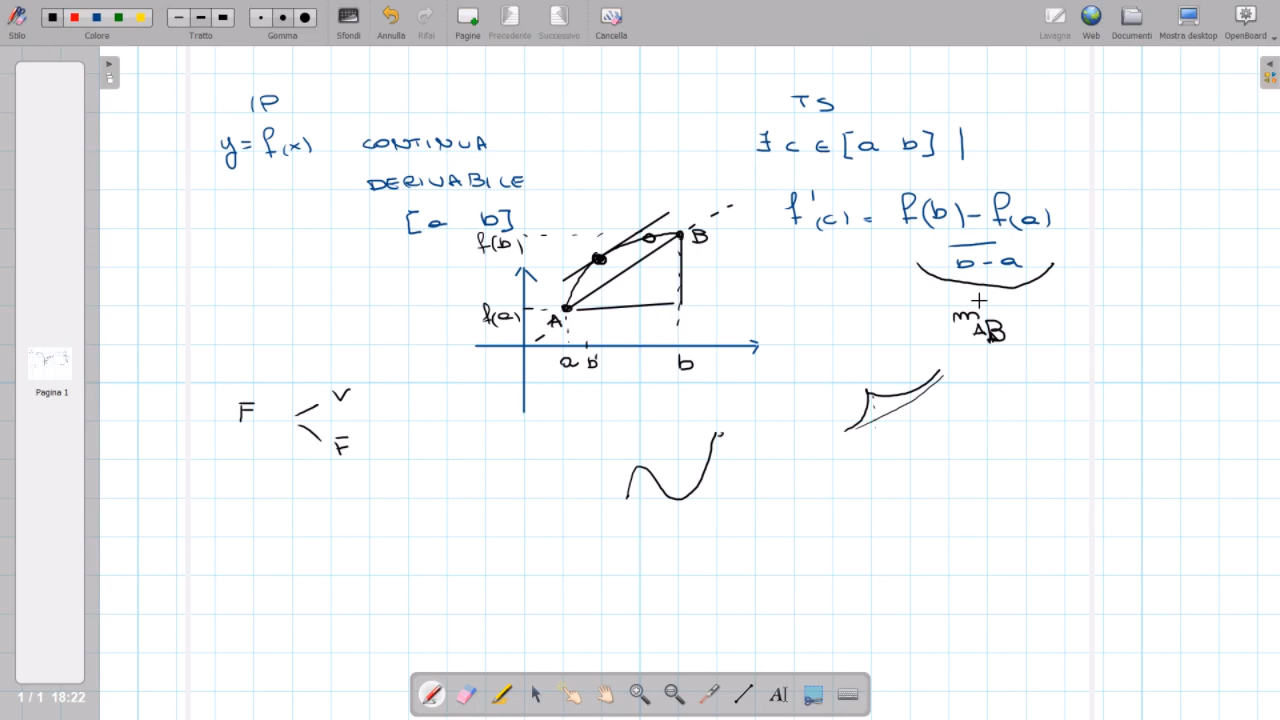 Stilo Colore Tratto Gomma Sfondi Annulla Rifai Pagine Precedente Successivo Cancella Lavagna Web Documenti Mostra desktop OpenBoard
IP
TS
y = f(x) CONTINUA
∃ c ∈ [a b] |
DERIVABILE
[a b]
f'(c) = f(b) - f(a)
b - a
f(b)
B
f(a)
A
m AB
a b' b
Pagina 1
F < V
F
1 / 1 18:22
AI